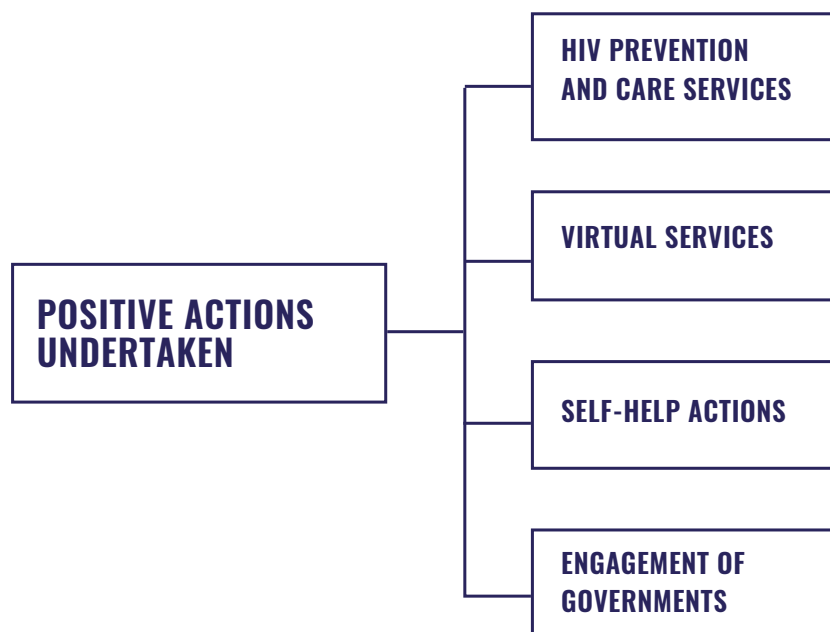 HIV PREVENTION
AND CARE SERVICES
VIRTUAL SERVICES
POSITIVE ACTIONS
UNDERTAKEN
SELF-HELP ACTIONS
ENGAGEMENT OF
GOVERNMENTS